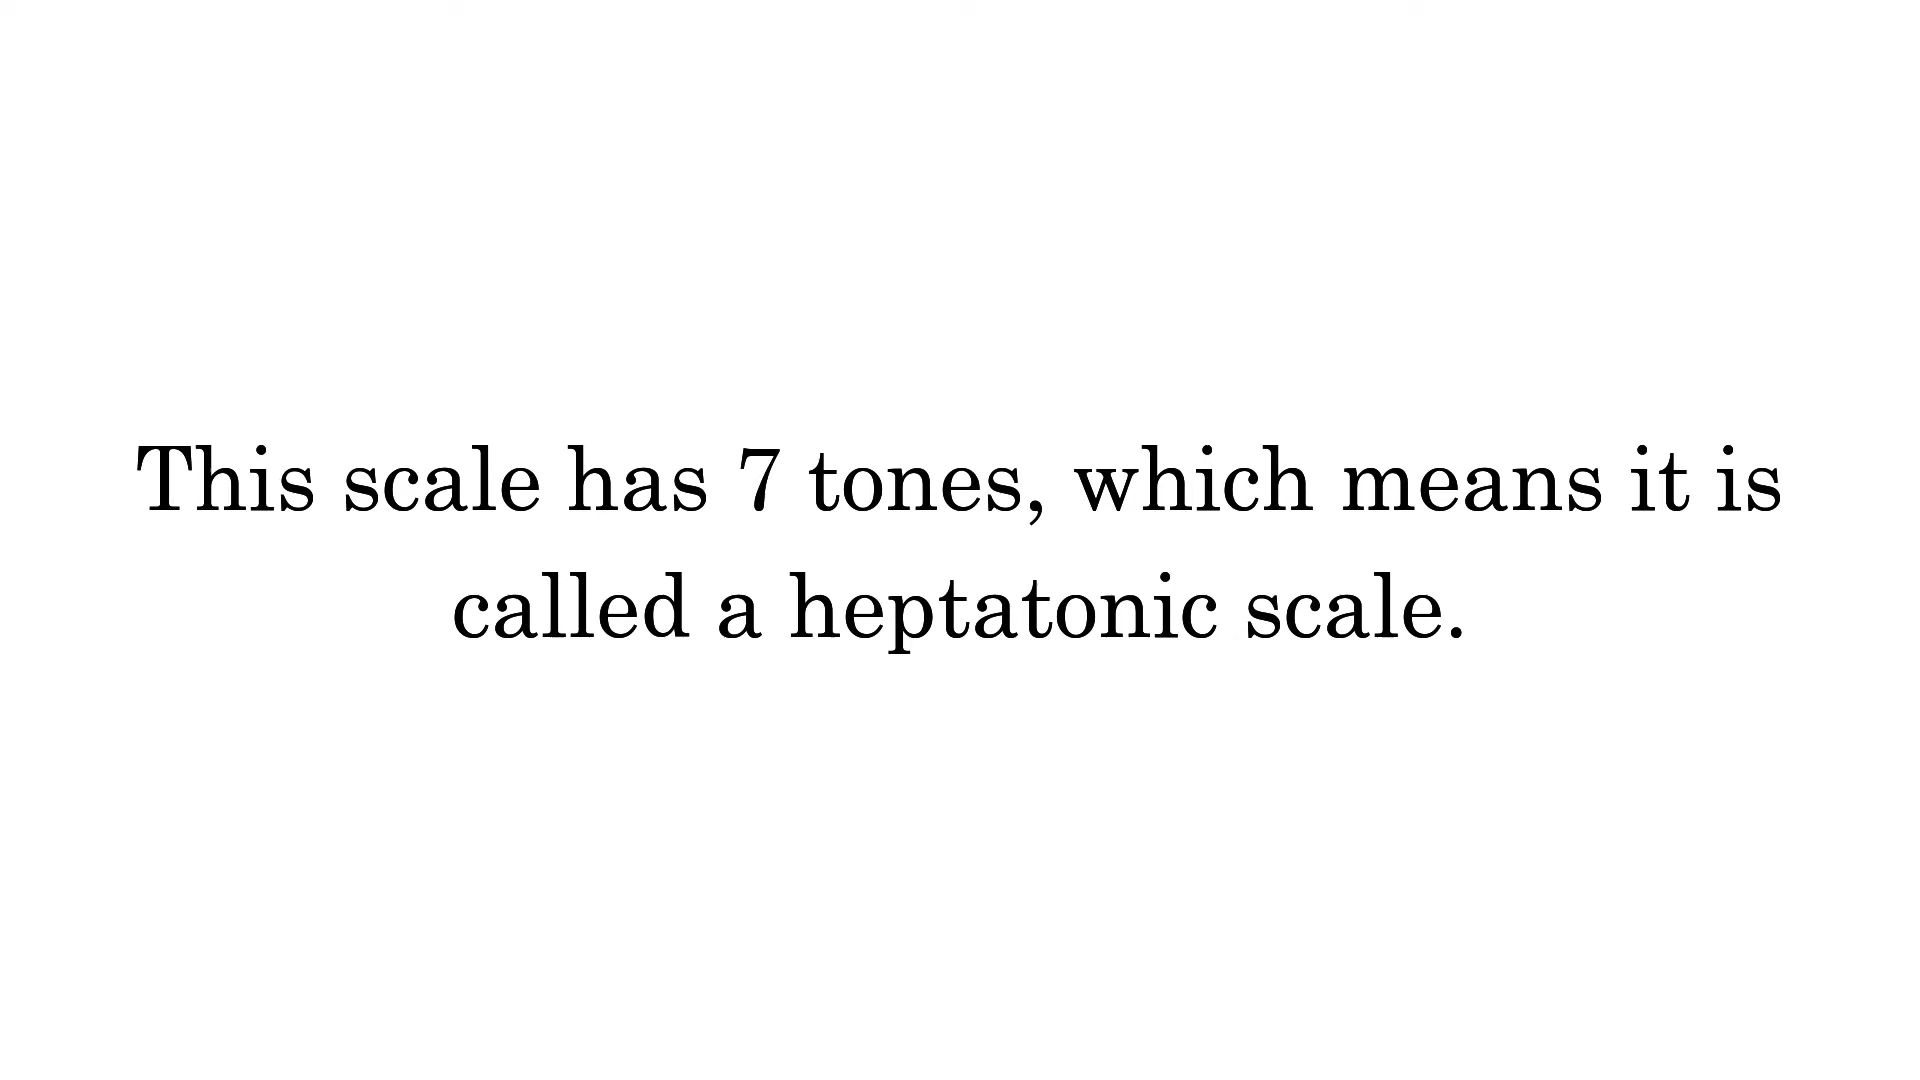 This scale has 7 tones, which means it is
called a heptatonic scale.